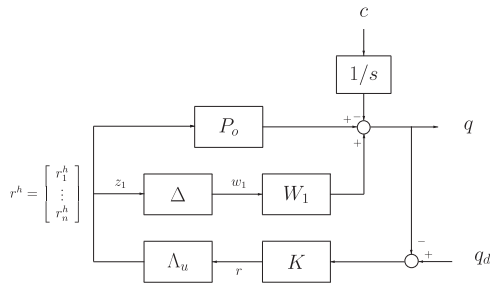 c
1/s
+ −
P_o
q
+
r^h = [ r_1^h ⋮ r_n^h ]
z_1
Δ
w_1
W_1
−
+
q_d
Λ_u
r
K